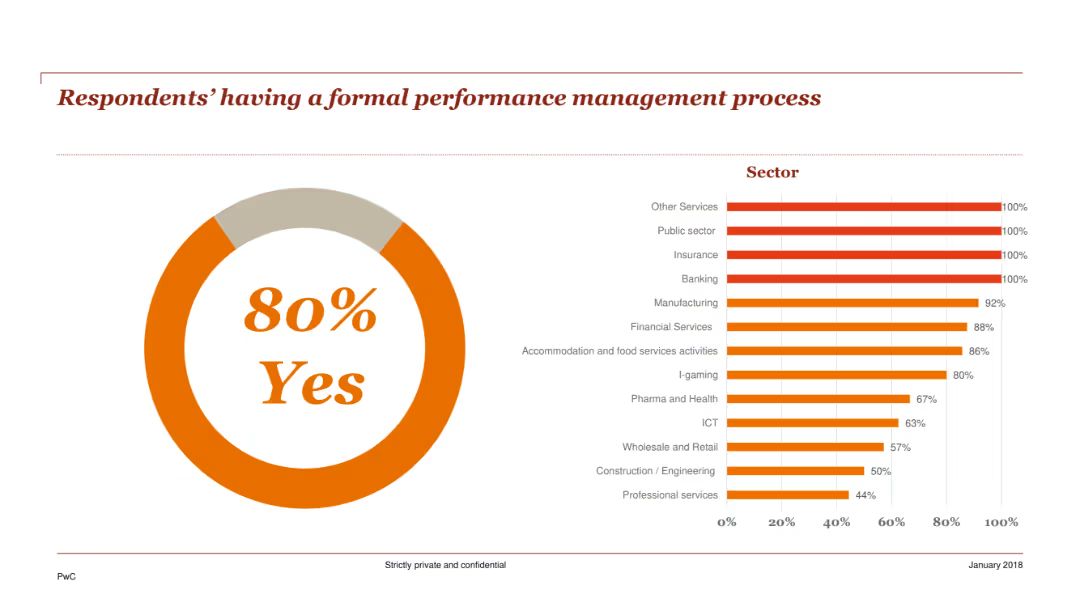 Respondents’ having a formal performance management process
80%
Yes
Sector
Other Services 100%
Public sector 100%
Insurance 100%
Banking 100%
Manufacturing 92%
Financial Services 88%
Accommodation and food services activities 86%
I-gaming 80%
Pharma and Health 67%
ICT 63%
Wholesale and Retail 57%
Construction / Engineering 50%
Professional services 44%
0% 20% 40% 60% 80% 100%
Strictly private and confidential January 2018
PwC